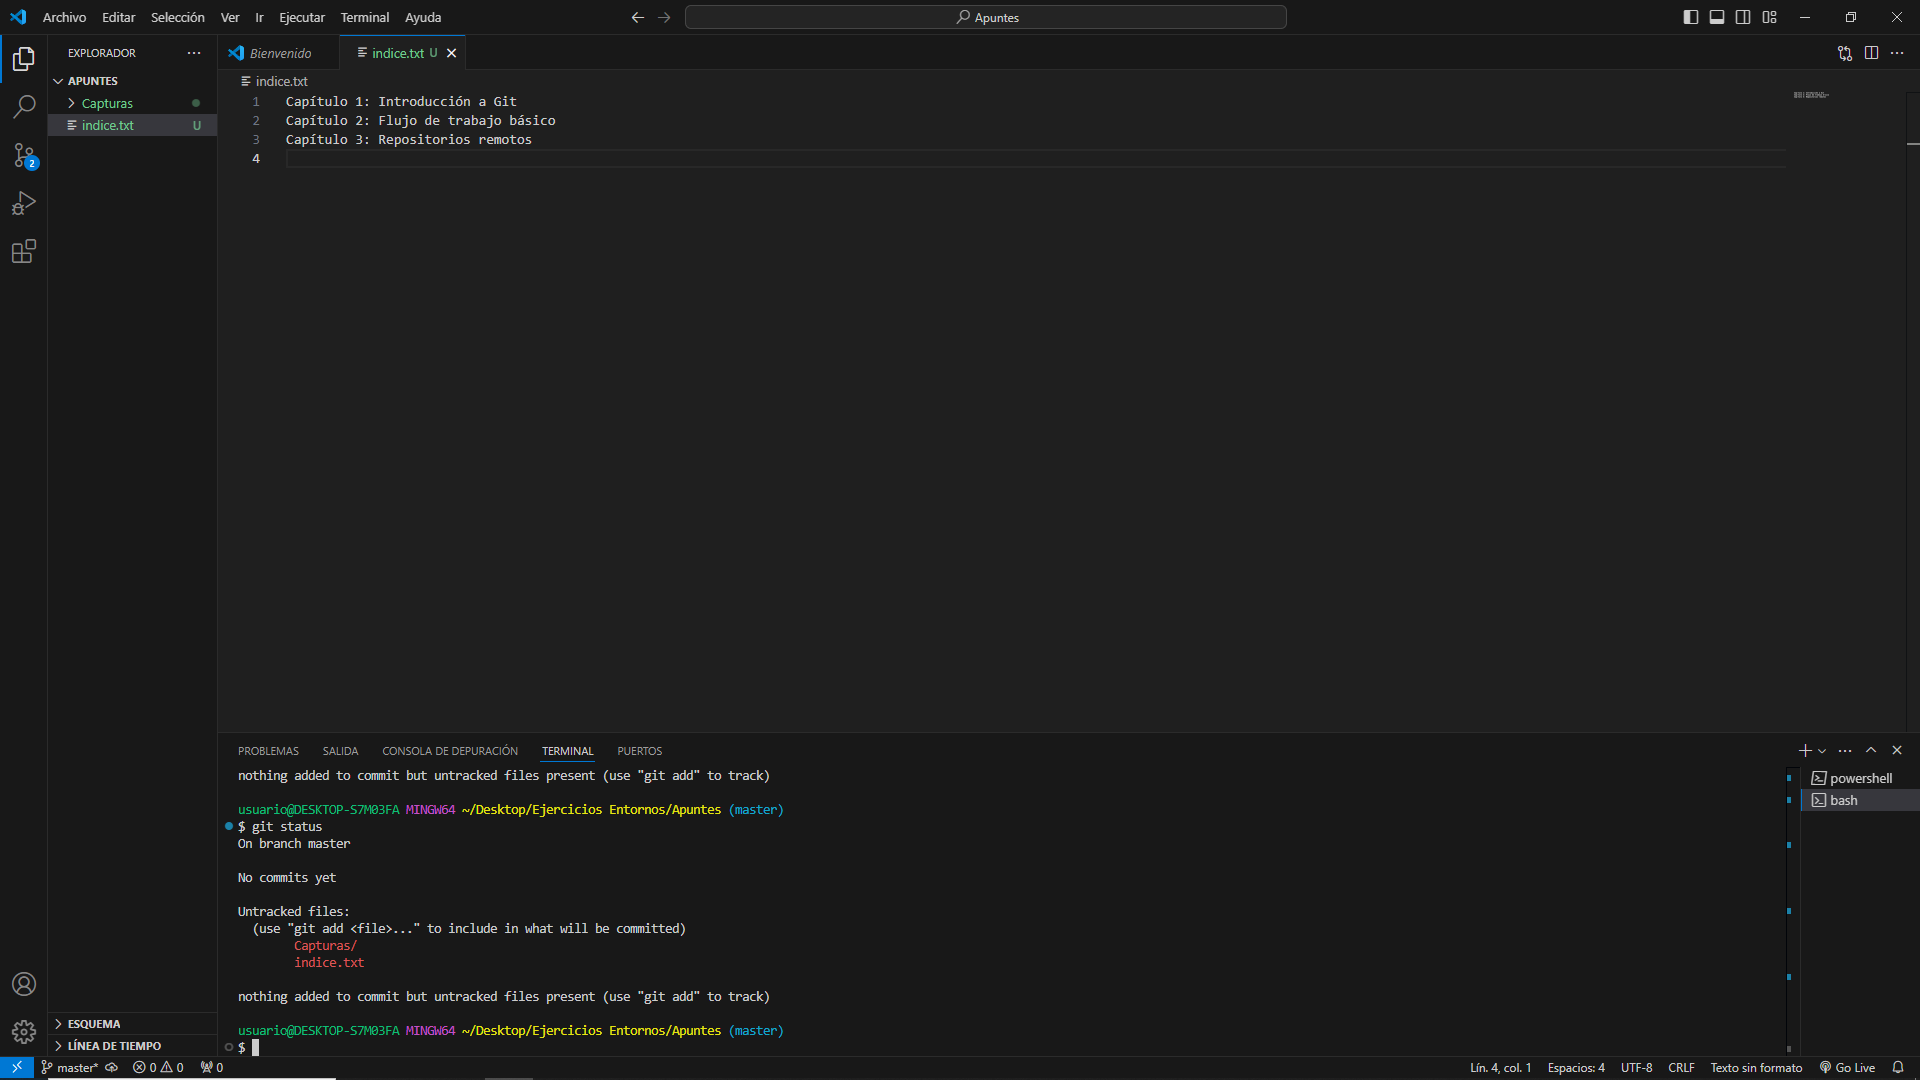 Archivo Editar Selección Ver Ir Ejecutar Terminal Ayuda
Apuntes
EXPLORADOR
APUNTES
Capturas
indice.txt U
2
Bienvenido
indice.txt U
indice.txt
1 Capítulo 1: Introducción a Git
2 Capítulo 2: Flujo de trabajo básico
3 Capítulo 3: Repositorios remotos
4
PROBLEMAS SALIDA CONSOLA DE DEPURACIÓN TERMINAL PUERTOS
nothing added to commit but untracked files present (use "git add" to track)
usuario@DESKTOP-S7M03FA MINGW64 ~/Desktop/Ejercicios Entornos/Apuntes (master)
$ git status
On branch master
No commits yet
Untracked files:
(use "git add <file>..." to include in what will be committed)
Capturas/
indice.txt
nothing added to commit but untracked files present (use "git add" to track)
usuario@DESKTOP-S7M03FA MINGW64 ~/Desktop/Ejercicios Entornos/Apuntes (master)
$
powershell
bash
ESQUEMA
LÍNEA DE TIEMPO
master* 0 0 0
Lín. 4, col. 1 Espacios: 4 UTF-8 CRLF Texto sin formato Go Live